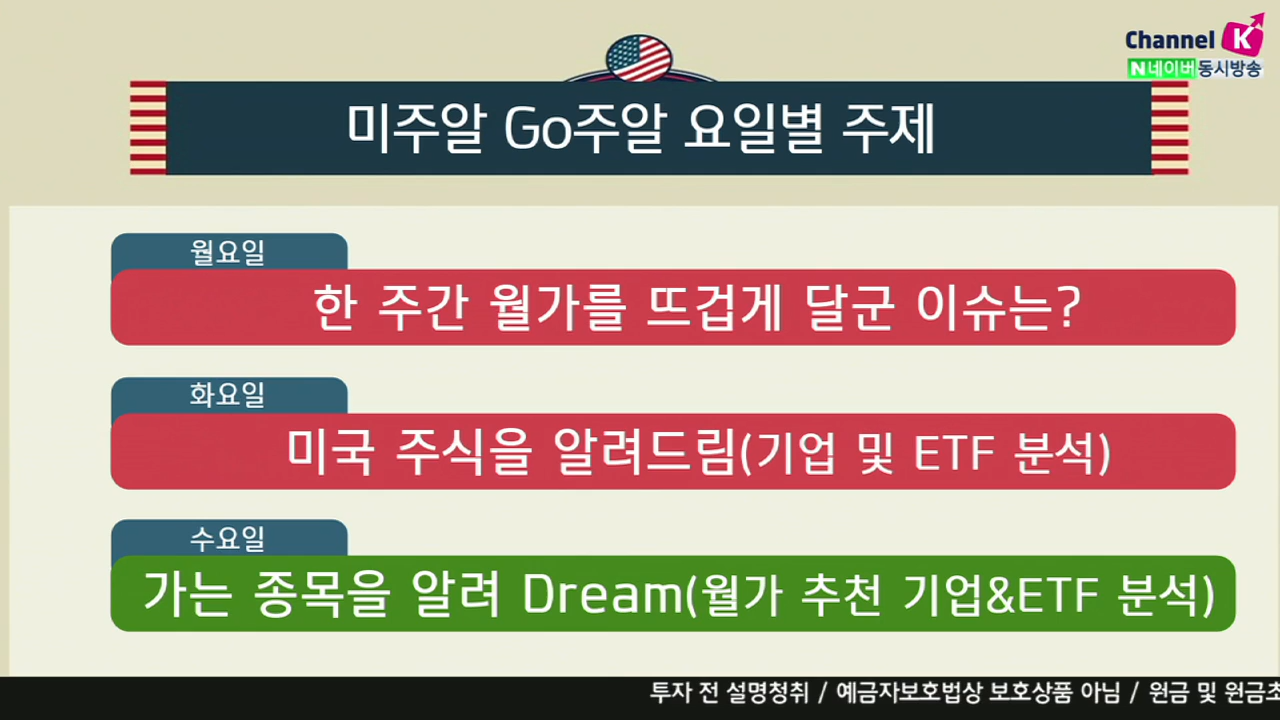 Channel K
N네이버 동시방송
미주알 Go주알 요일별 주제
월요일
한 주간 월가를 뜨겁게 달군 이슈는?
화요일
미국 주식을 알려드림(기업 및 ETF 분석)
수요일
가는 종목을 알려 Dream(월가 추천 기업&ETF 분석)
투자 전 설명청취 / 예금자보호법상 보호상품 아님 / 원금 및 원금초